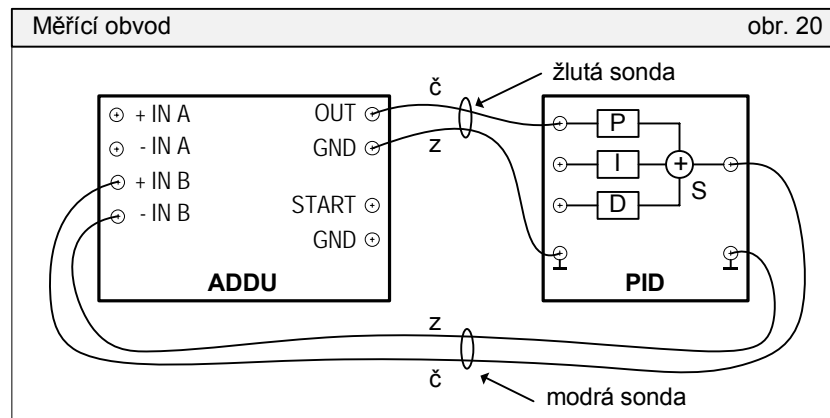 Měřící obvod obr. 20
žlutá sonda
č
+ IN A OUT
- IN A GND
z
+ IN B
- IN B
START
GND
ADDU
P
I
D
+
S
PID
z
č
modrá sonda